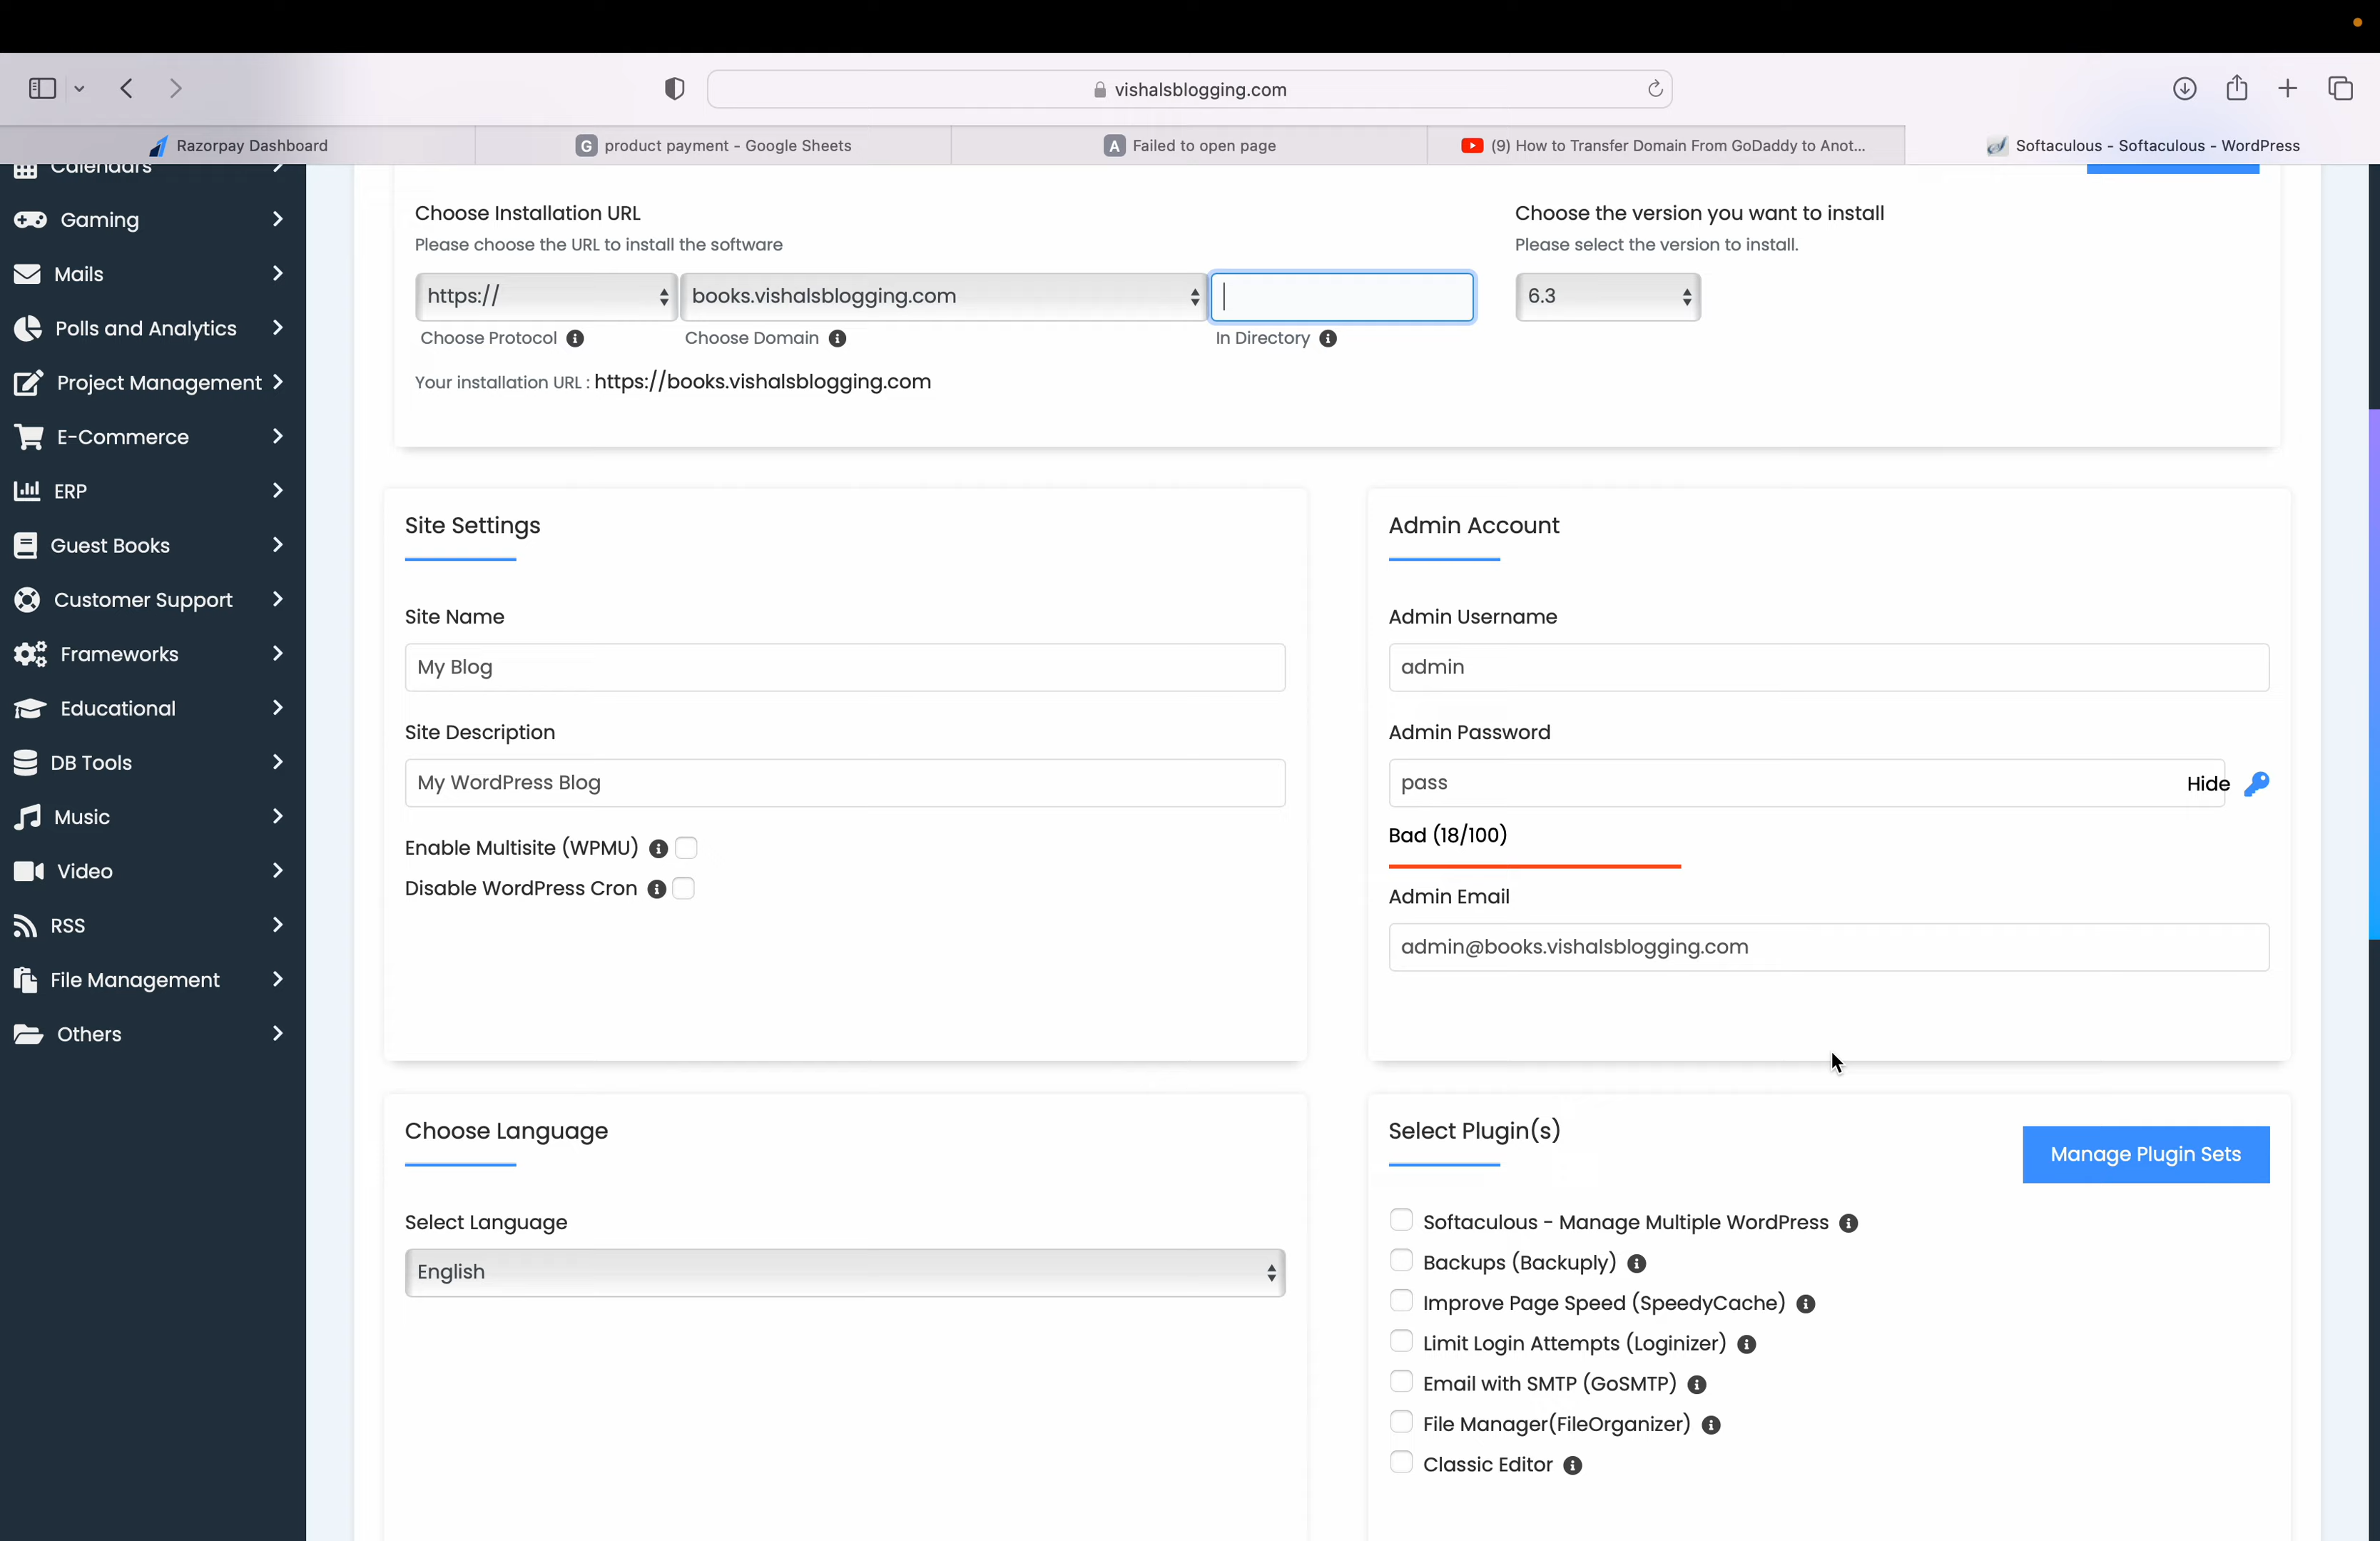 vishalsblogging.com
Razorpay Dashboard
G product payment - Google Sheets
A Failed to open page
(9) How to Transfer Domain From GoDaddy to Anot...
Softaculous - Softaculous - WordPress
Calendars
Gaming
Mails
Polls and Analytics
Project Management
E-Commerce
ERP
Guest Books
Customer Support
Frameworks
Educational
DB Tools
Music
Video
RSS
File Management
Others
Choose Installation URL
Please choose the URL to install the software
https://
books.vishalsblogging.com
Choose Protocol
Choose Domain
In Directory
Your installation URL : https://books.vishalsblogging.com
Choose the version you want to install
Please select the version to install.
6.3
Site Settings
Site Name
My Blog
Site Description
My WordPress Blog
Enable Multisite (WPMU)
Disable WordPress Cron
Admin Account
Admin Username
admin
Admin Password
pass
Hide
Bad (18/100)
Admin Email
admin@books.vishalsblogging.com
Choose Language
Select Language
English
Select Plugin(s)
Manage Plugin Sets
Softaculous - Manage Multiple WordPress
Backups (Backuply)
Improve Page Speed (SpeedyCache)
Limit Login Attempts (Loginizer)
Email with SMTP (GoSMTP)
File Manager(FileOrganizer)
Classic Editor